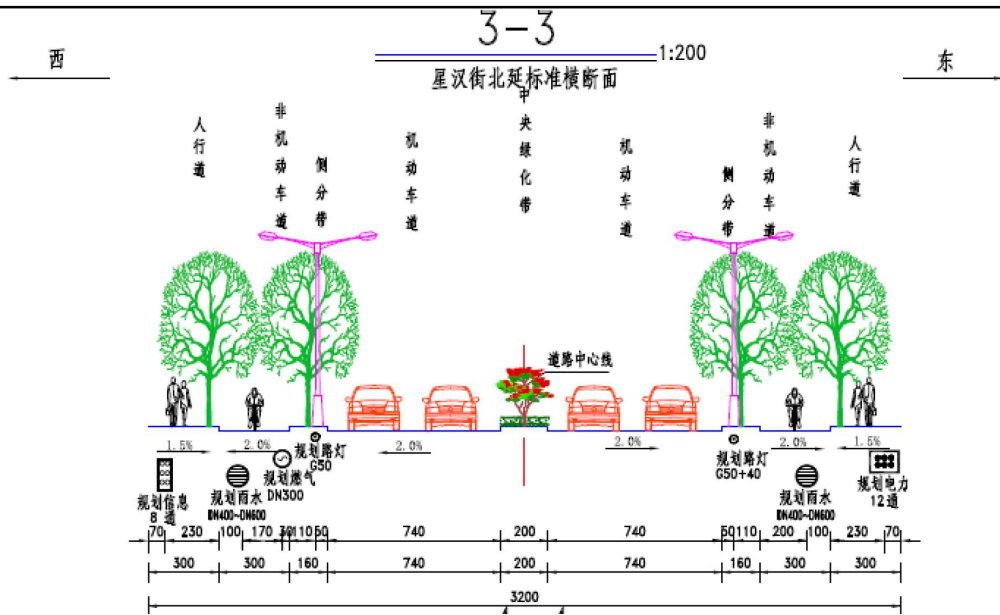 3-3
1:200
星汉街北延标准横断面
西
东
人行道
非机动车道
侧分带
机动车道
中央绿化带
机动车道
侧分带
非机动车道
人行道
道路中心线
1.5%
2.0%
2.0%
2.0%
2.0%
1.5%
规划路灯
G50
规划燃气
DN300
规划雨水
DN400~DN600
规划信息
8 通
规划路灯
G50+40
规划雨水
DN400~DN600
规划电力
12通
70 230 100 170 30 110 50 740 200 740 50 110 200 100 230 70
300 300 160 740 200 740 160 300 300
3200